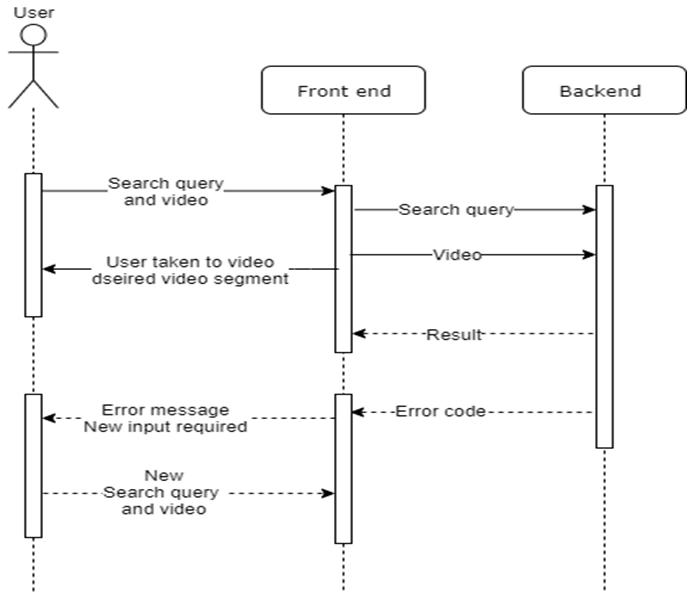 User
Front end
Backend
Search query
and video
Search query
User taken to video
dseired video segment
Video
Result
Error message
New input required
Error code
New
Search query
and video